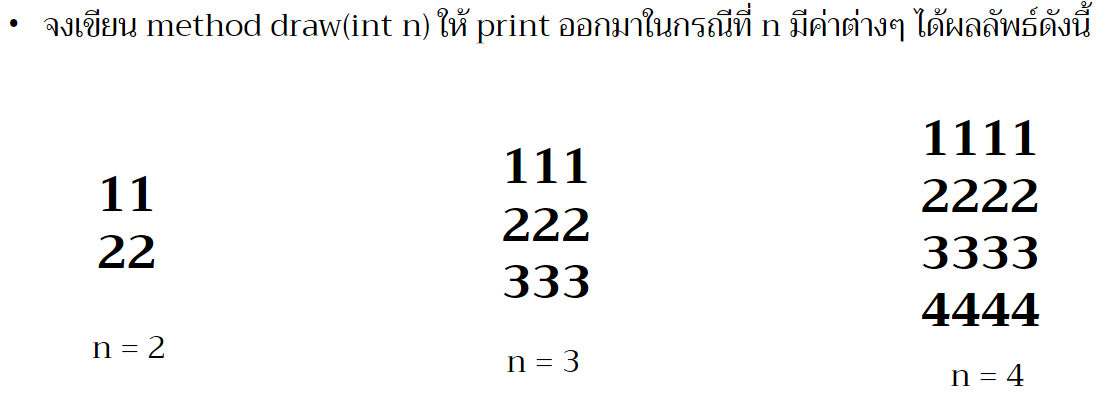 • จงเขียน method draw(int n) ให้ print ออกมาในกรณีที่ n มีค่าต่างๆ ได้ผลลัพธ์ดังนี้
11
22
n = 2
111
222
333
n = 3
1111
2222
3333
4444
n = 4